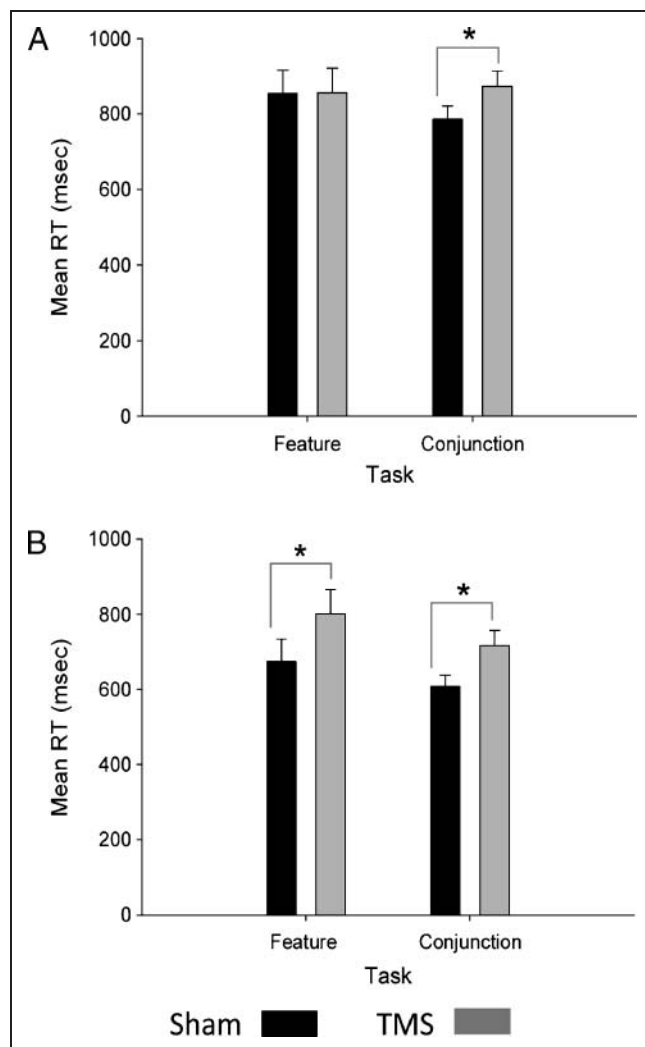 A
1000
800
600
400
200
0
Mean RT (msec)
*
Feature
Conjunction
Task
B
1000
800
600
400
200
0
Mean RT (msec)
*
*
Feature
Conjunction
Task
Sham
TMS